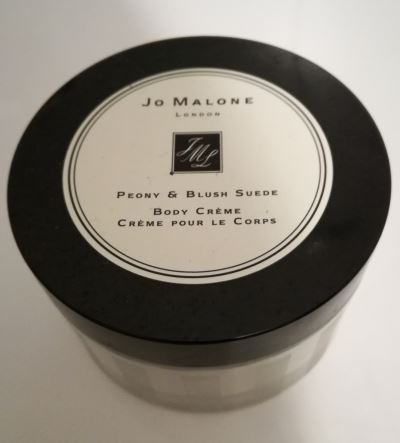 Jo Malone
London
JML
Peony & Blush Suede
Body Crème
Crème pour le Corps